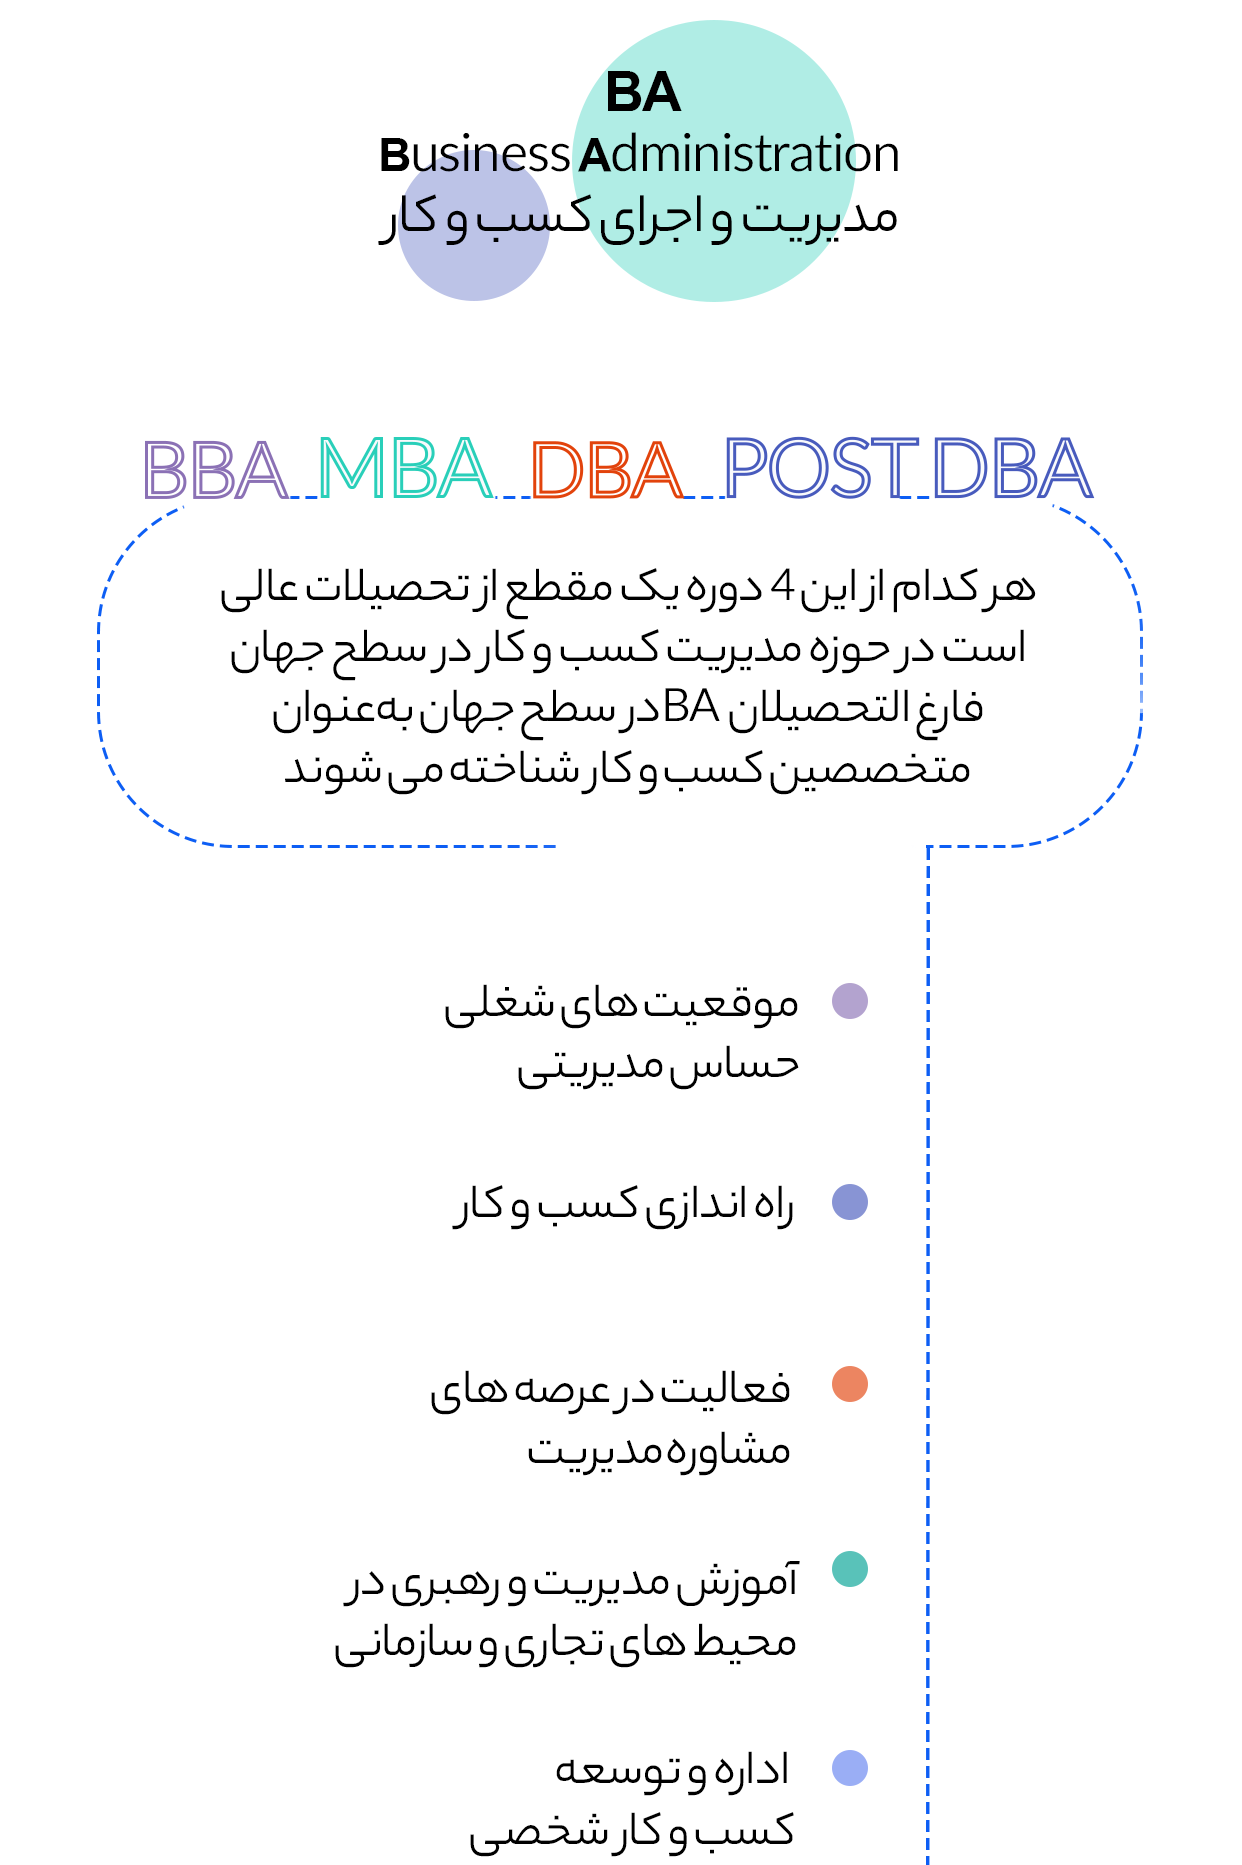 BA
Business Administration
مدیریت و اجرای کسب و کار
BBA MBA DBA POST DBA
هر کدام از این 4 دوره یک مقطع از تحصیلات عالی
است در حوزه مدیریت کسب و کار در سطح جهان
فارغ التحصیلان BA در سطح جهان به‌عنوان
متخصصین کسب و کار شناخته می شوند
موقعیت های شغلی
حساس مدیریتی
راه اندازی کسب و کار
فعالیت در عرصه های
مشاوره مدیریت
آموزش مدیریت و رهبری در
محیط های تجاری و سازمانی
اداره و توسعه
کسب و کار شخصی